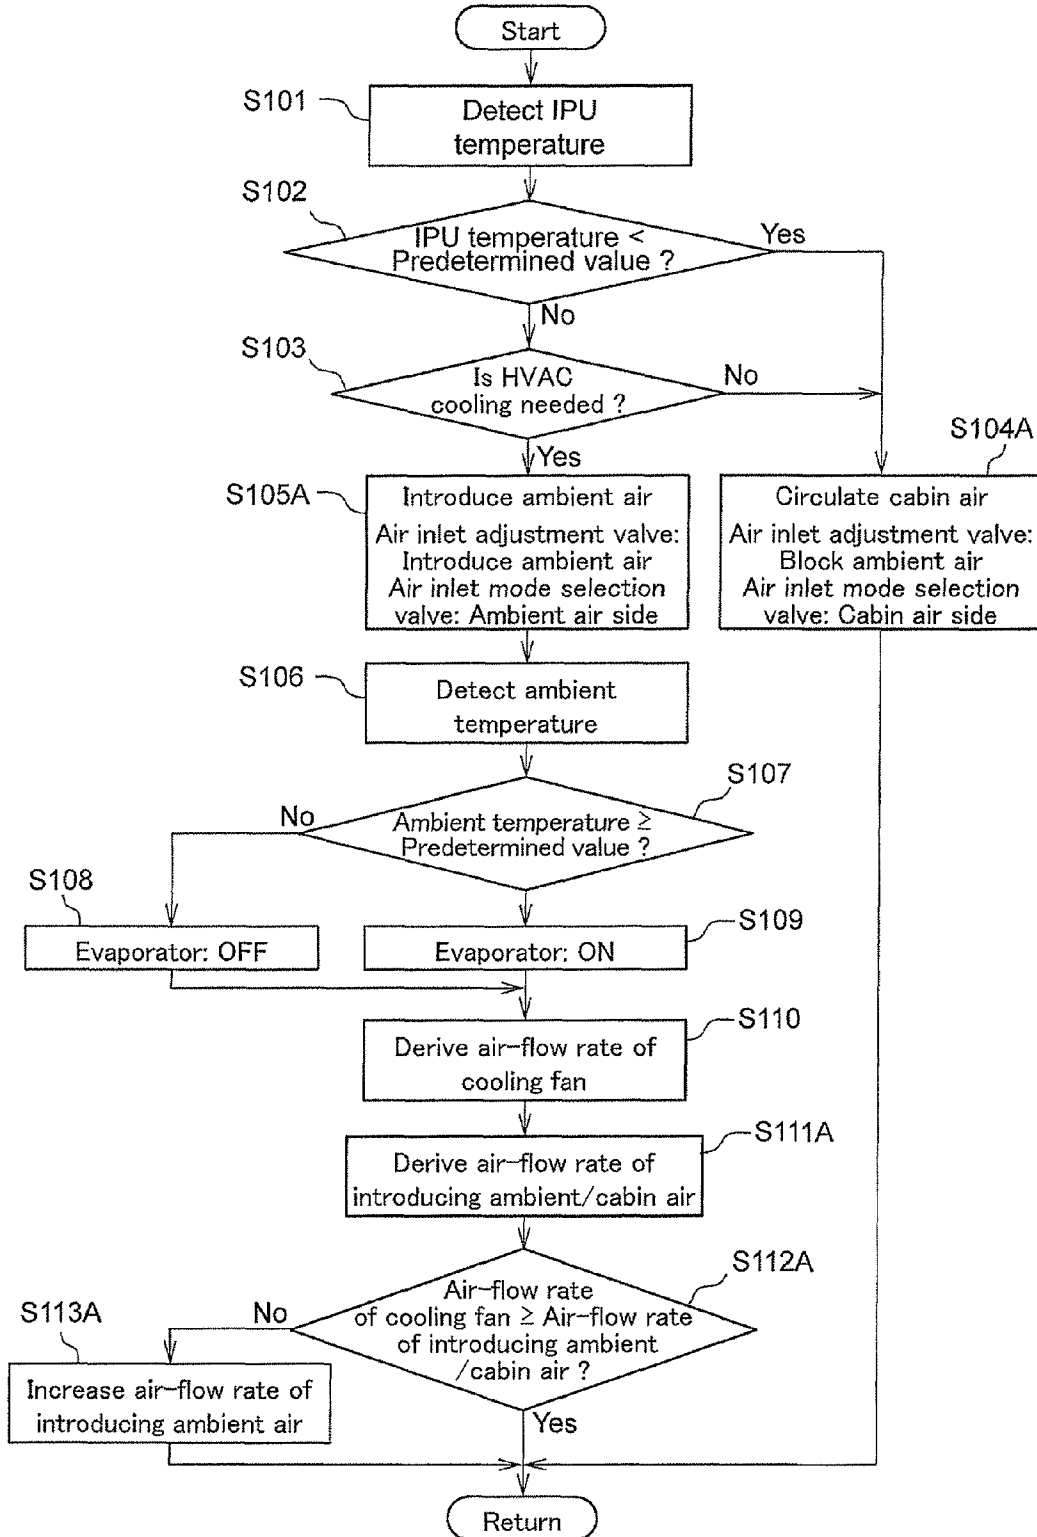 Start
S101
Detect IPU
temperature
S102
IPU temperature <
Predetermined value ?
Yes
No
S103
Is HVAC
cooling needed ?
No
Yes
S104A
Circulate cabin air
Air inlet adjustment valve:
Block ambient air
Air inlet mode selection
valve: Cabin air side
S105A
Introduce ambient air
Air inlet adjustment valve:
Introduce ambient air
Air inlet mode selection
valve: Ambient air side
S106
Detect ambient
temperature
S107
Ambient temperature ≥
Predetermined value ?
No
S108
Evaporator: OFF
S109
Evaporator: ON
S110
Derive air-flow rate of
cooling fan
S111A
Derive air-flow rate of
introducing ambient/cabin air
S112A
Air-flow rate
of cooling fan ≥ Air-flow rate
of introducing ambient
/cabin air ?
No
Yes
S113A
Increase air-flow rate of
introducing ambient air
Return